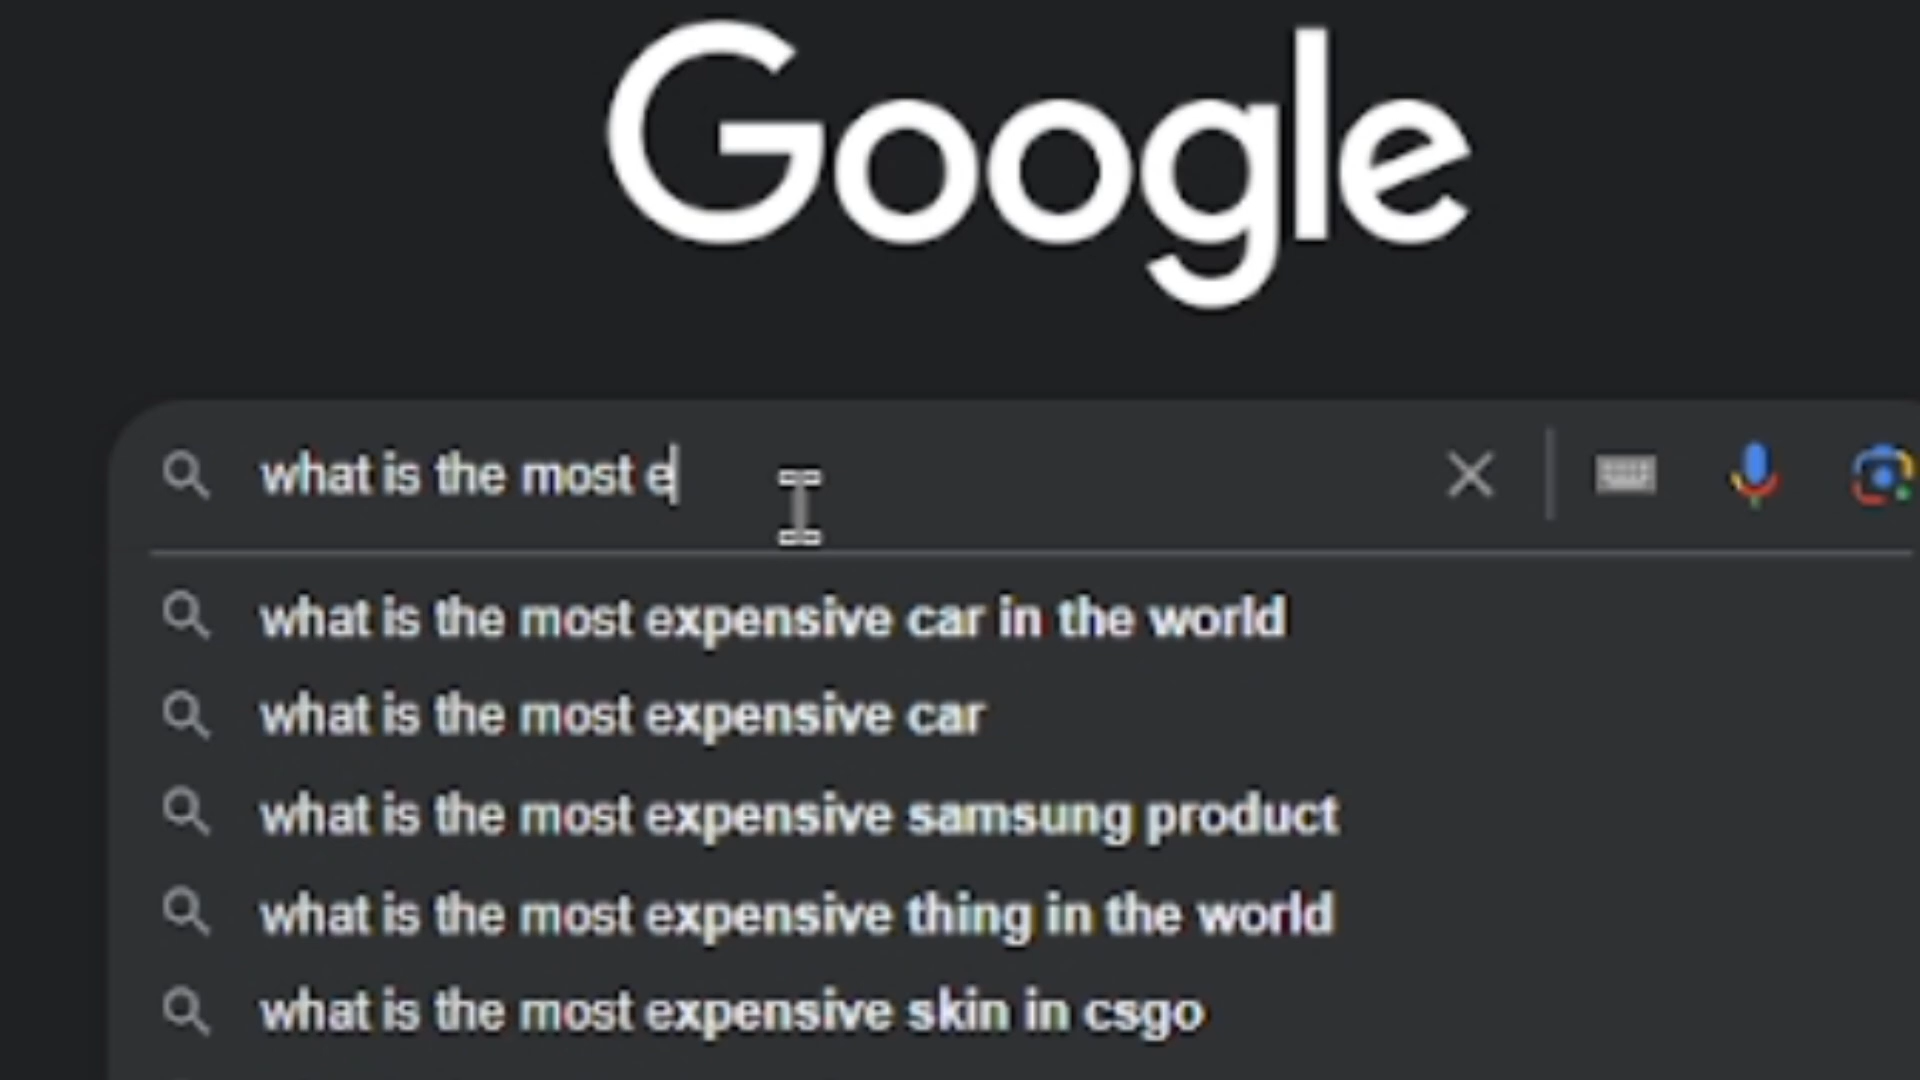 Google
what is the most e
what is the most expensive car in the world
what is the most expensive car
what is the most expensive samsung product
what is the most expensive thing in the world
what is the most expensive skin in csgo